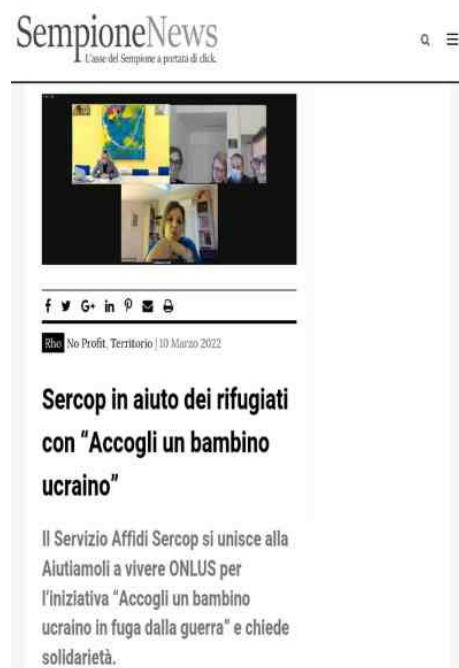 SempioneNews
L'asse del Sempione a portata di click.
Rho No Profit, Territorio | 10 Marzo 2022
Sercop in aiuto dei rifugiati
con “Accogli un bambino
ucraino”
Il Servizio Affidi Sercop si unisce alla
Aiutiamoli a vivere ONLUS per
l’iniziativa “Accogli un bambino
ucraino in fuga dalla guerra” e chiede
solidarietà.